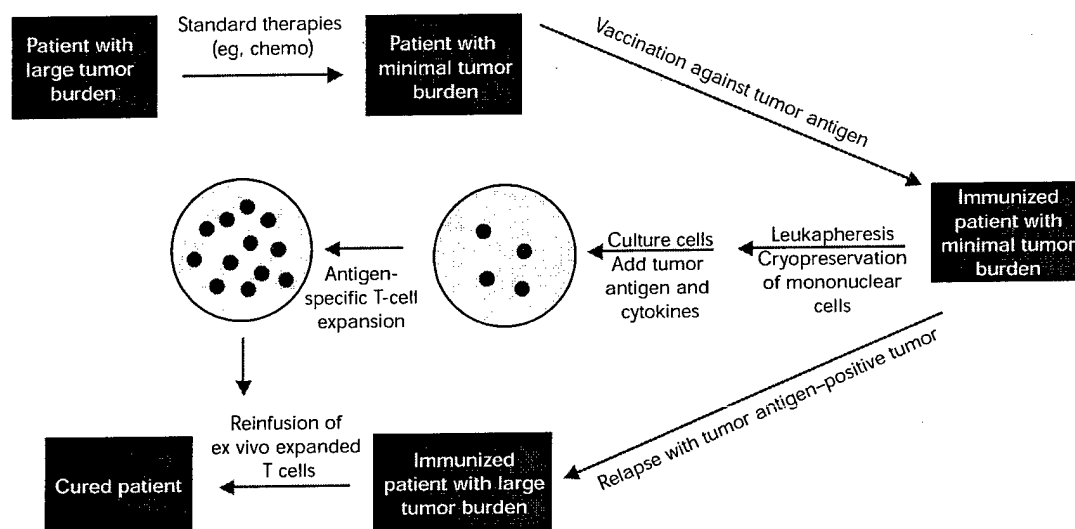 Patient with
large tumor
burden
Standard therapies
(eg, chemo)
Patient with
minimal tumor
burden
Vaccination against tumor antigen
Immunized
patient with
minimal tumor
burden
Leukapheresis
Cryopreservation
of mononuclear
cells
Culture cells
Add tumor
antigen and
cytokines
Antigen-
specific T-cell
expansion
Relapse with tumor antigen–positive tumor
Immunized
patient with large
tumor burden
Reinfusion of
ex vivo expanded
T cells
Cured patient